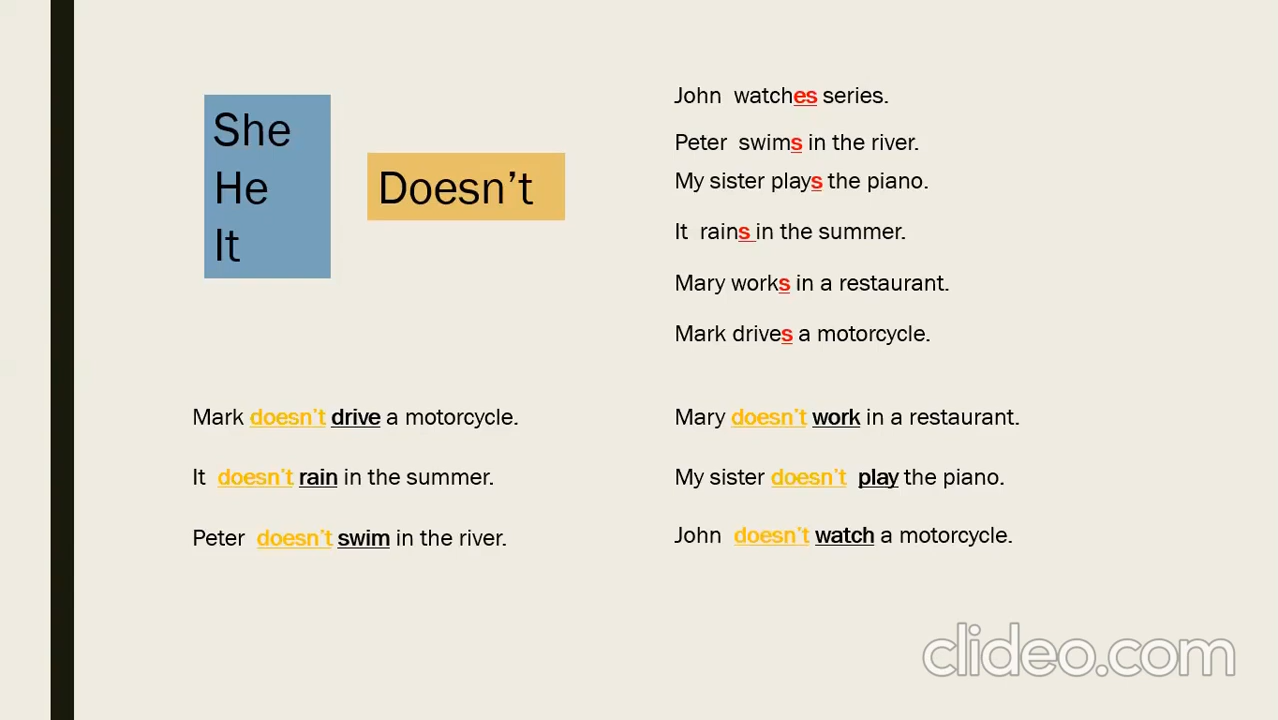 She
He
It
Doesn't
John watches series.
Peter swims in the river.
My sister plays the piano.
It rains in the summer.
Mary works in a restaurant.
Mark drives a motorcycle.
Mark doesn't drive a motorcycle.
It doesn't rain in the summer.
Peter doesn't swim in the river.
Mary doesn't work in a restaurant.
My sister doesn't play the piano.
John doesn't watch a motorcycle.
clideo.com